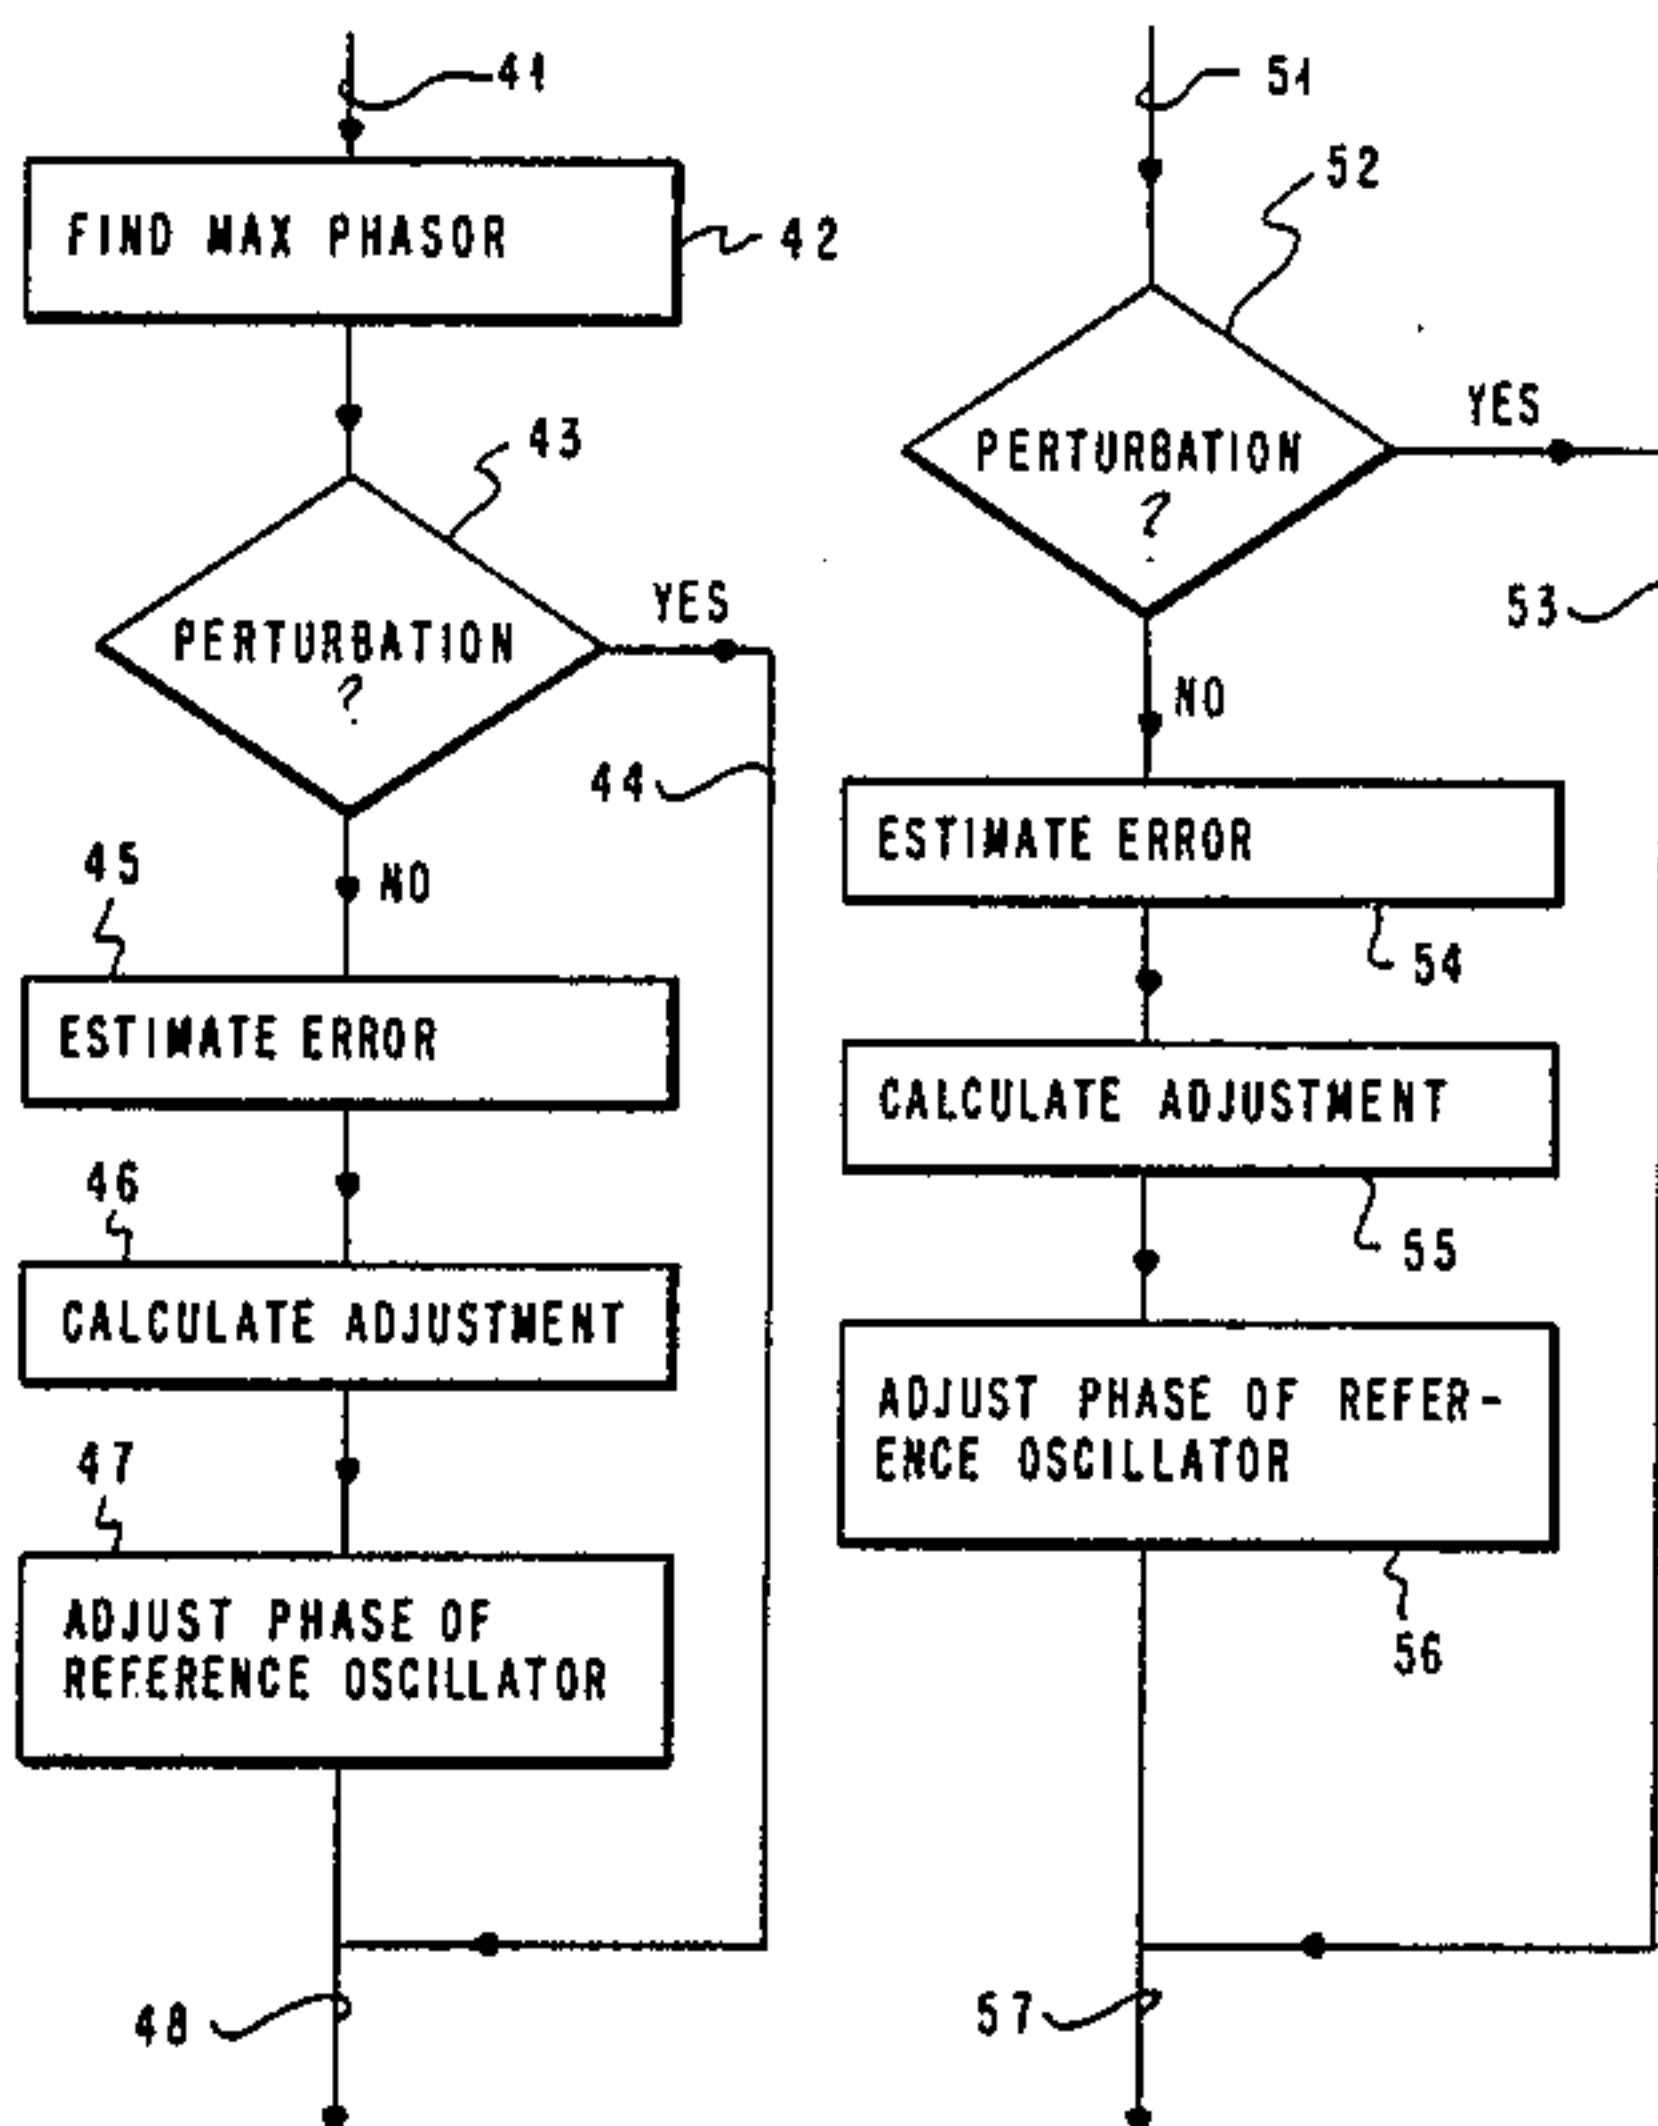 41
FIND MAX PHASOR
42
43
PERTURBATION
?
YES
44
NO
45
ESTIMATE ERROR
46
CALCULATE ADJUSTMENT
47
ADJUST PHASE OF
REFERENCE OSCILLATOR
48
51
52
PERTURBATION
?
YES
53
NO
ESTIMATE ERROR
54
CALCULATE ADJUSTMENT
55
ADJUST PHASE OF REFER-
ENCE OSCILLATOR
56
57